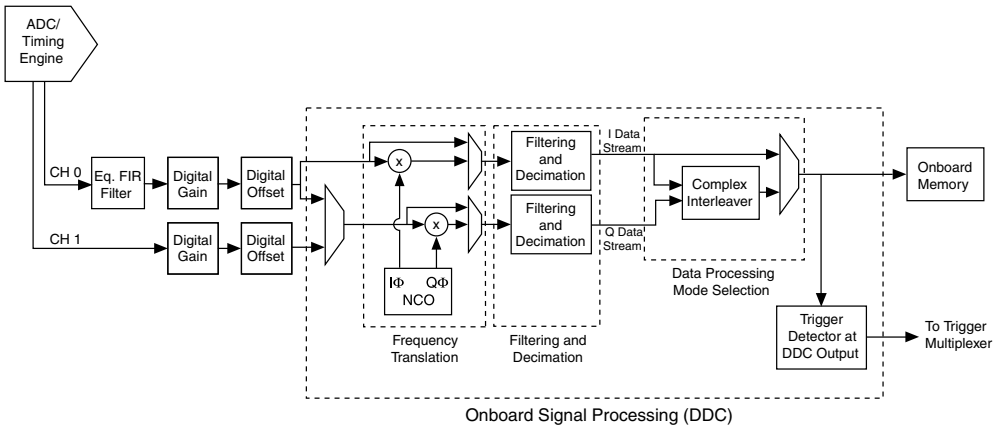 ADC/
Timing
Engine
CH 0
Eq. FIR
Filter
Digital
Gain
Digital
Offset
CH 1
Digital
Gain
Digital
Offset
x
x
IΦ QΦ
NCO
Frequency
Translation
Filtering
and
Decimation
Filtering
and
Decimation
Filtering and
Decimation
I Data
Stream
Q Data
Stream
Complex
Interleaver
Data Processing
Mode Selection
Onboard
Memory
Trigger
Detector at
DDC Output
To Trigger
Multiplexer
Onboard Signal Processing (DDC)